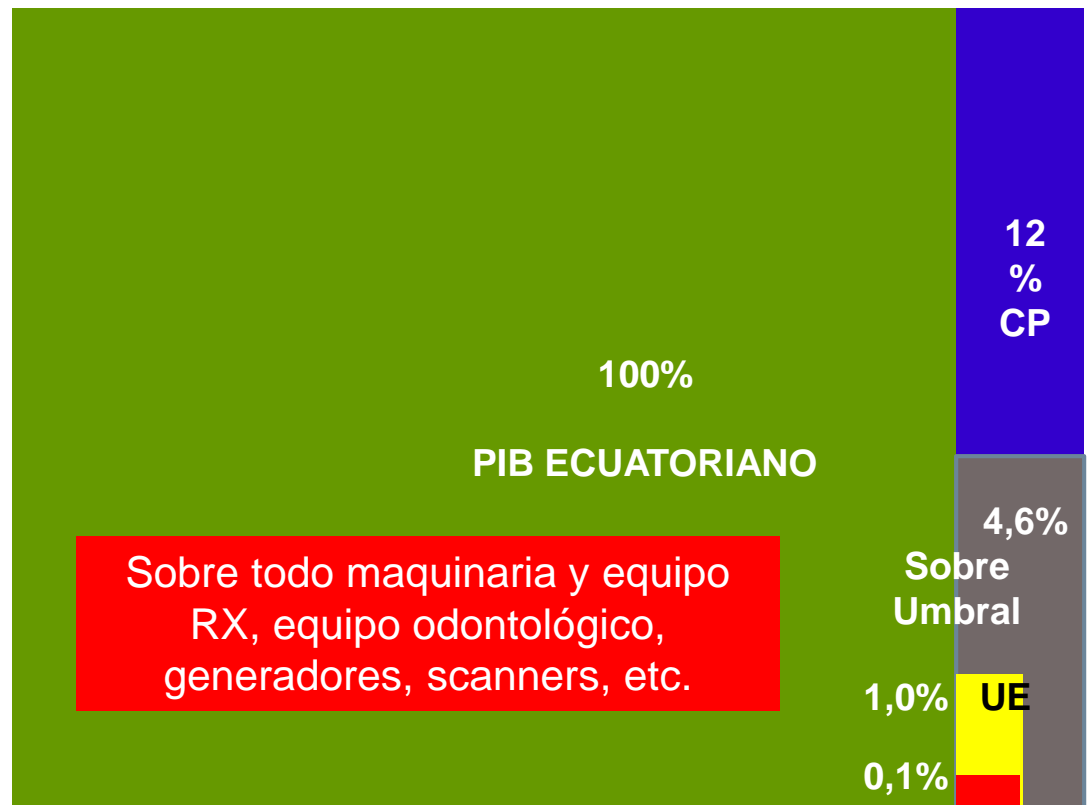 12
%
CP
100%
PIB ECUATORIANO
4,6%
Sobre
Umbral
Sobre todo maquinaria y equipo
RX, equipo odontológico,
generadores, scanners, etc.
1,0% UE
0,1%